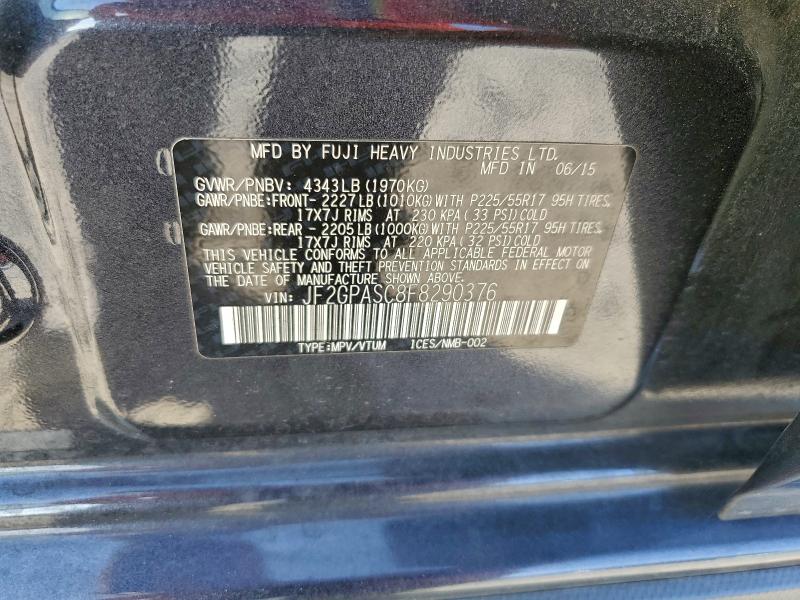 MFD BY FUJI HEAVY INDUSTRIES LTD.
MFD IN 06/15
GVWR/PNBV: 4343LB (1970KG)
GAWR/PNBE:FRONT- 2227LB (1010KG) WITH P225/55R17 95H TIRES,
17X7J RIMS AT 230 KPA (33 PSI) COLD
GAWR/PNBE:REAR - 2205LB (1000KG) WITH P225/55R17 95H TIRES,
17X7J RIMS AT 220 KPA (32 PSI) COLD
THIS VEHICLE CONFORMS TO ALL APPLICABLE FEDERAL MOTOR
VEHICLE SAFETY AND THEFT PREVENTION STANDARDS IN EFFECT ON
THE DATE OF MANUFACTURE SHOWN ABOVE.
VIN: JF2GPASC8F8290376
TYPE:MPV/VTUM ICES/NMB-002